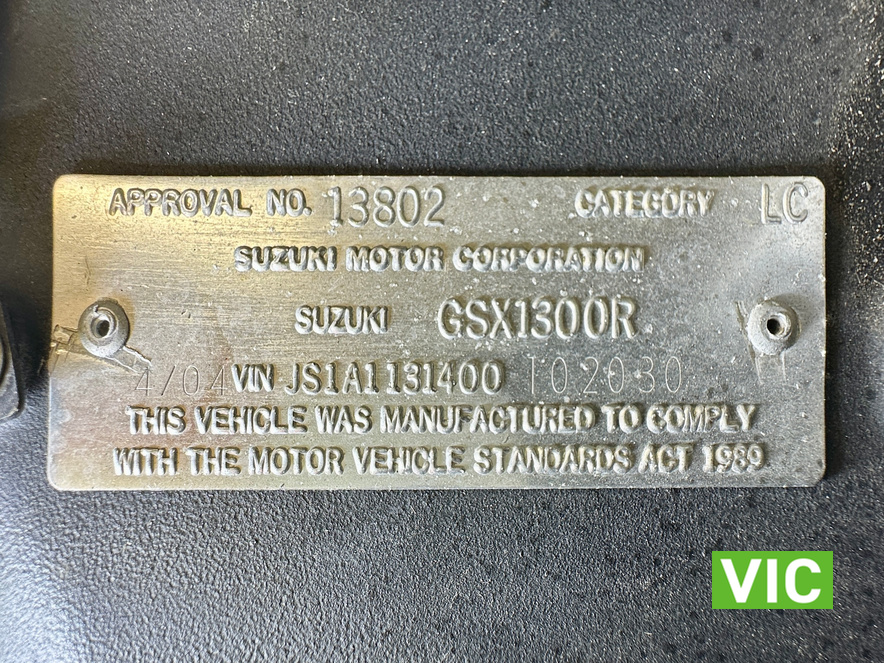 APPROVAL NO. 13802 CATEGORY LC
SUZUKI MOTOR CORPORATION
SUZUKI GSX1300R
4/04 VIN JS1A1131400 102030
THIS VEHICLE WAS MANUFACTURED TO COMPLY
WITH THE MOTOR VEHICLE STANDARDS ACT 1989
VIC